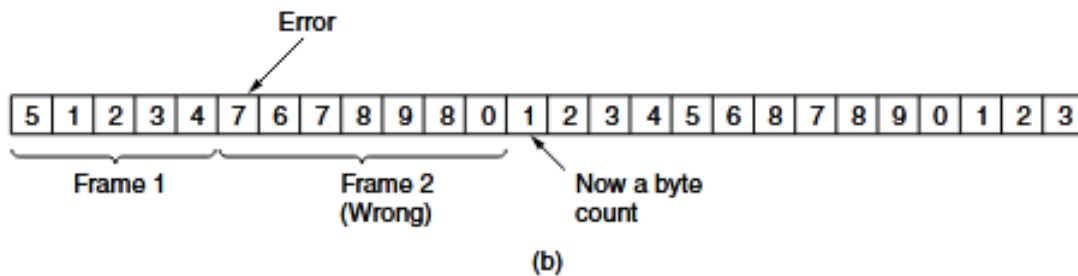 Error
5 1 2 3 4 7 6 7 8 9 8 0 1 2 3 4 5 6 8 7 8 9 0 1 2 3
Frame 1 Frame 2 Now a byte
(Wrong) count
(b)